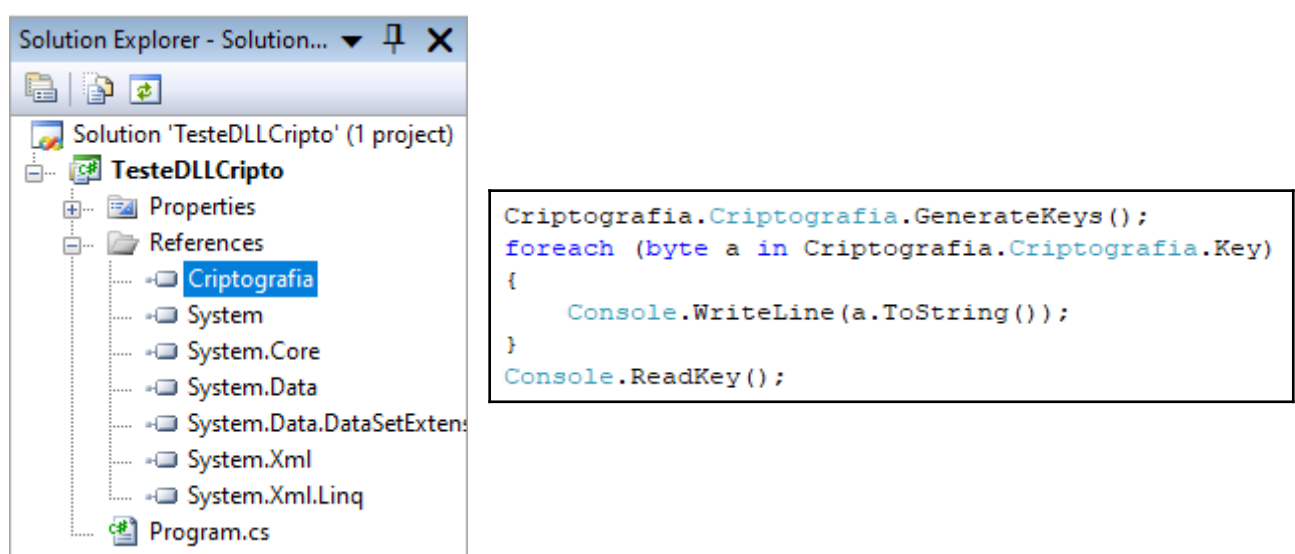 Solution Explorer - Solution...
Solution 'TesteDLLCripto' (1 project)
TesteDLLCripto
Properties
References
Criptografia
System
System.Core
System.Data
System.Data.DataSetExten
System.Xml
System.Xml.Linq
Program.cs
Criptografia.Criptografia.GenerateKeys();
foreach (byte a in Criptografia.Criptografia.Key)
{
    Console.WriteLine(a.ToString());
}
Console.ReadKey();